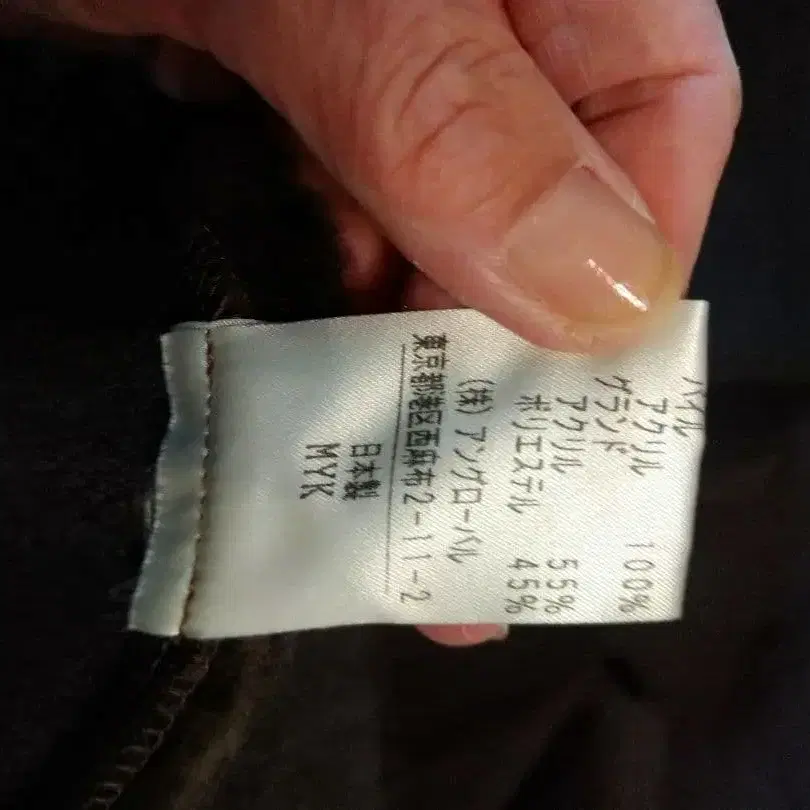 パイル
アクリル 100%
グランド
アクリル 55%
ポリエステル 45%
(株) アングローバル
東京都港区西麻布2-11-2
日本製
MYK